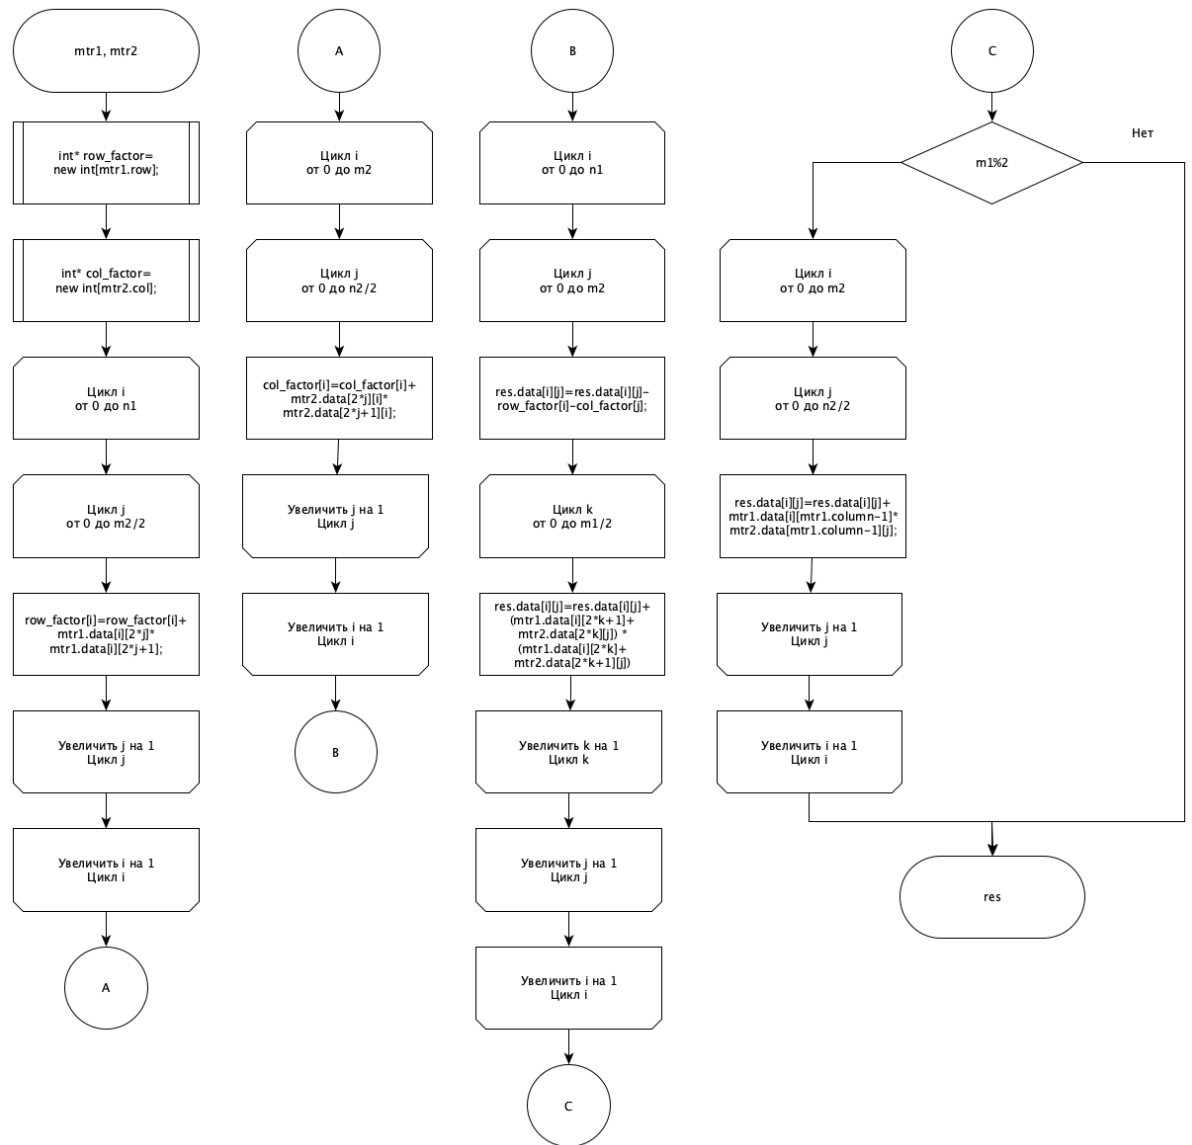 mtr1, mtr2
int* row_factor=
new int[mtr1.row];
int* col_factor=
new int[mtr2.col];
Цикл i
от 0 до n1
Цикл j
от 0 до m2/2
row_factor[i]=row_factor[i]+
mtr1.data[i][2*j]*
mtr1.data[i][2*j+1];
Увеличить j на 1
Цикл j
Увеличить i на 1
Цикл i
A
A
Цикл i
от 0 до m2
Цикл j
от 0 до n2/2
col_factor[i]=col_factor[i]+
mtr2.data[2*j][i]*
mtr2.data[2*j+1][i];
Увеличить j на 1
Цикл j
Увеличить i на 1
Цикл i
B
B
Цикл i
от 0 до n1
Цикл j
от 0 до m2
res.data[i][j]=res.data[i][j]-
row_factor[i]-col_factor[j];
Цикл k
от 0 до m1/2
res.data[i][j]=res.data[i][j]+
(mtr1.data[i][2*k+1]+
mtr2.data[2*k][j]) *
(mtr1.data[i][2*k]+
mtr2.data[2*k+1][j])
Увеличить k на 1
Цикл k
Увеличить j на 1
Цикл j
Увеличить i на 1
Цикл i
C
C
Нет
m1%2
Цикл i
от 0 до m2
Цикл j
от 0 до n2/2
res.data[i][j]=res.data[i][j]+
mtr1.data[i][mtr1.column-1]*
mtr2.data[mtr1.column-1][j];
Увеличить j на 1
Цикл j
Увеличить i на 1
Цикл i
res